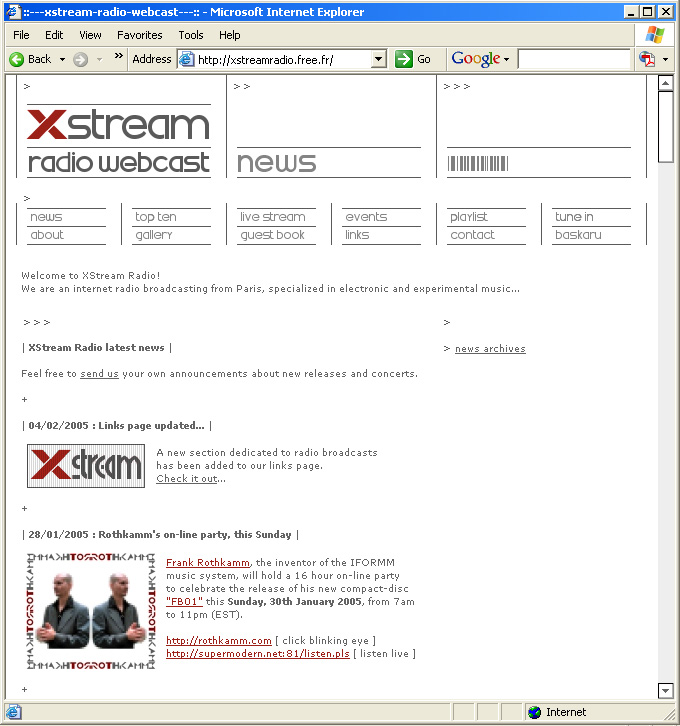 ::---xstream-radio-webcast---:: - Microsoft Internet Explorer
File Edit View Favorites Tools Help
Back » Address http://xstreamradio.free.fr/ Go Google
> > > > > >
Xstream
radio webcast news
>
news top ten live stream events playlist tune in
about gallery guest book links contact baskaru
Welcome to XStream Radio!
We are an internet radio broadcasting from Paris, specialized in electronic and experimental music...
> > > >
| XStream Radio latest news | > news archives
Feel free to send us your own announcements about new releases and concerts.
+
| 04/02/2005 : Links page updated... |
Xstream
A new section dedicated to radio broadcasts
has been added to our links page.
Check it out...
+
| 28/01/2005 : Rothkamm's on-line party, this Sunday |
Frank Rothkamm, the inventor of the IFORMM
music system, will hold a 16 hour on-line party
to celebrate the release of his new compact-disc
"FB01" this Sunday, 30th January 2005, from 7am
to 11pm (EST).
http://rothkamm.com [ click blinking eye ]
http://supermodern.net:81/listen.pls [ listen live ]
+
Internet